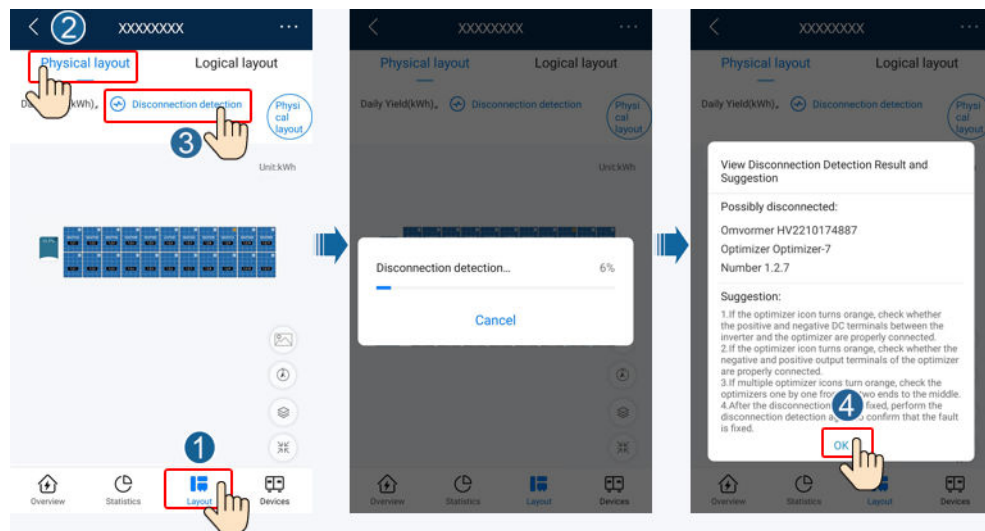 2
XXXXXXXX
Physical layout
Logical layout
Disconnection detection
3
Physi
cal
layout
Unit:kWh
1
Overview
Statistics
Layout
Devices
XXXXXXXX
Physical layout
Logical layout
Daily Yield(kWh)
Disconnection detection
Physi
cal
layout
Unit:kWh
Disconnection detection...
6%
Cancel
Overview
Statistics
Layout
Devices
XXXXXXXX
Physical layout
Logical layout
Daily Yield(kWh)
Disconnection detection
Physi
cal
layout
View Disconnection Detection Result and
Suggestion
Possibly disconnected:
Omvormer HV2210174887
Optimizer Optimizer-7
Number 1.2.7
Suggestion:
1.If the optimizer icon turns orange, check whether
the positive and negative DC terminals between the
inverter and the optimizer are properly connected.
2.If the optimizer icon turns orange, check whether the
negative and positive output terminals of the optimizer
are properly connected.
3.If multiple optimizer icons turn orange, check the
optimizers one by one two ends to the middle.
4.After the disconnection fixed, perform the
disconnection detection confirm that the fault
is fixed.
4
OK
Overview
Statistics
Layout
Devices